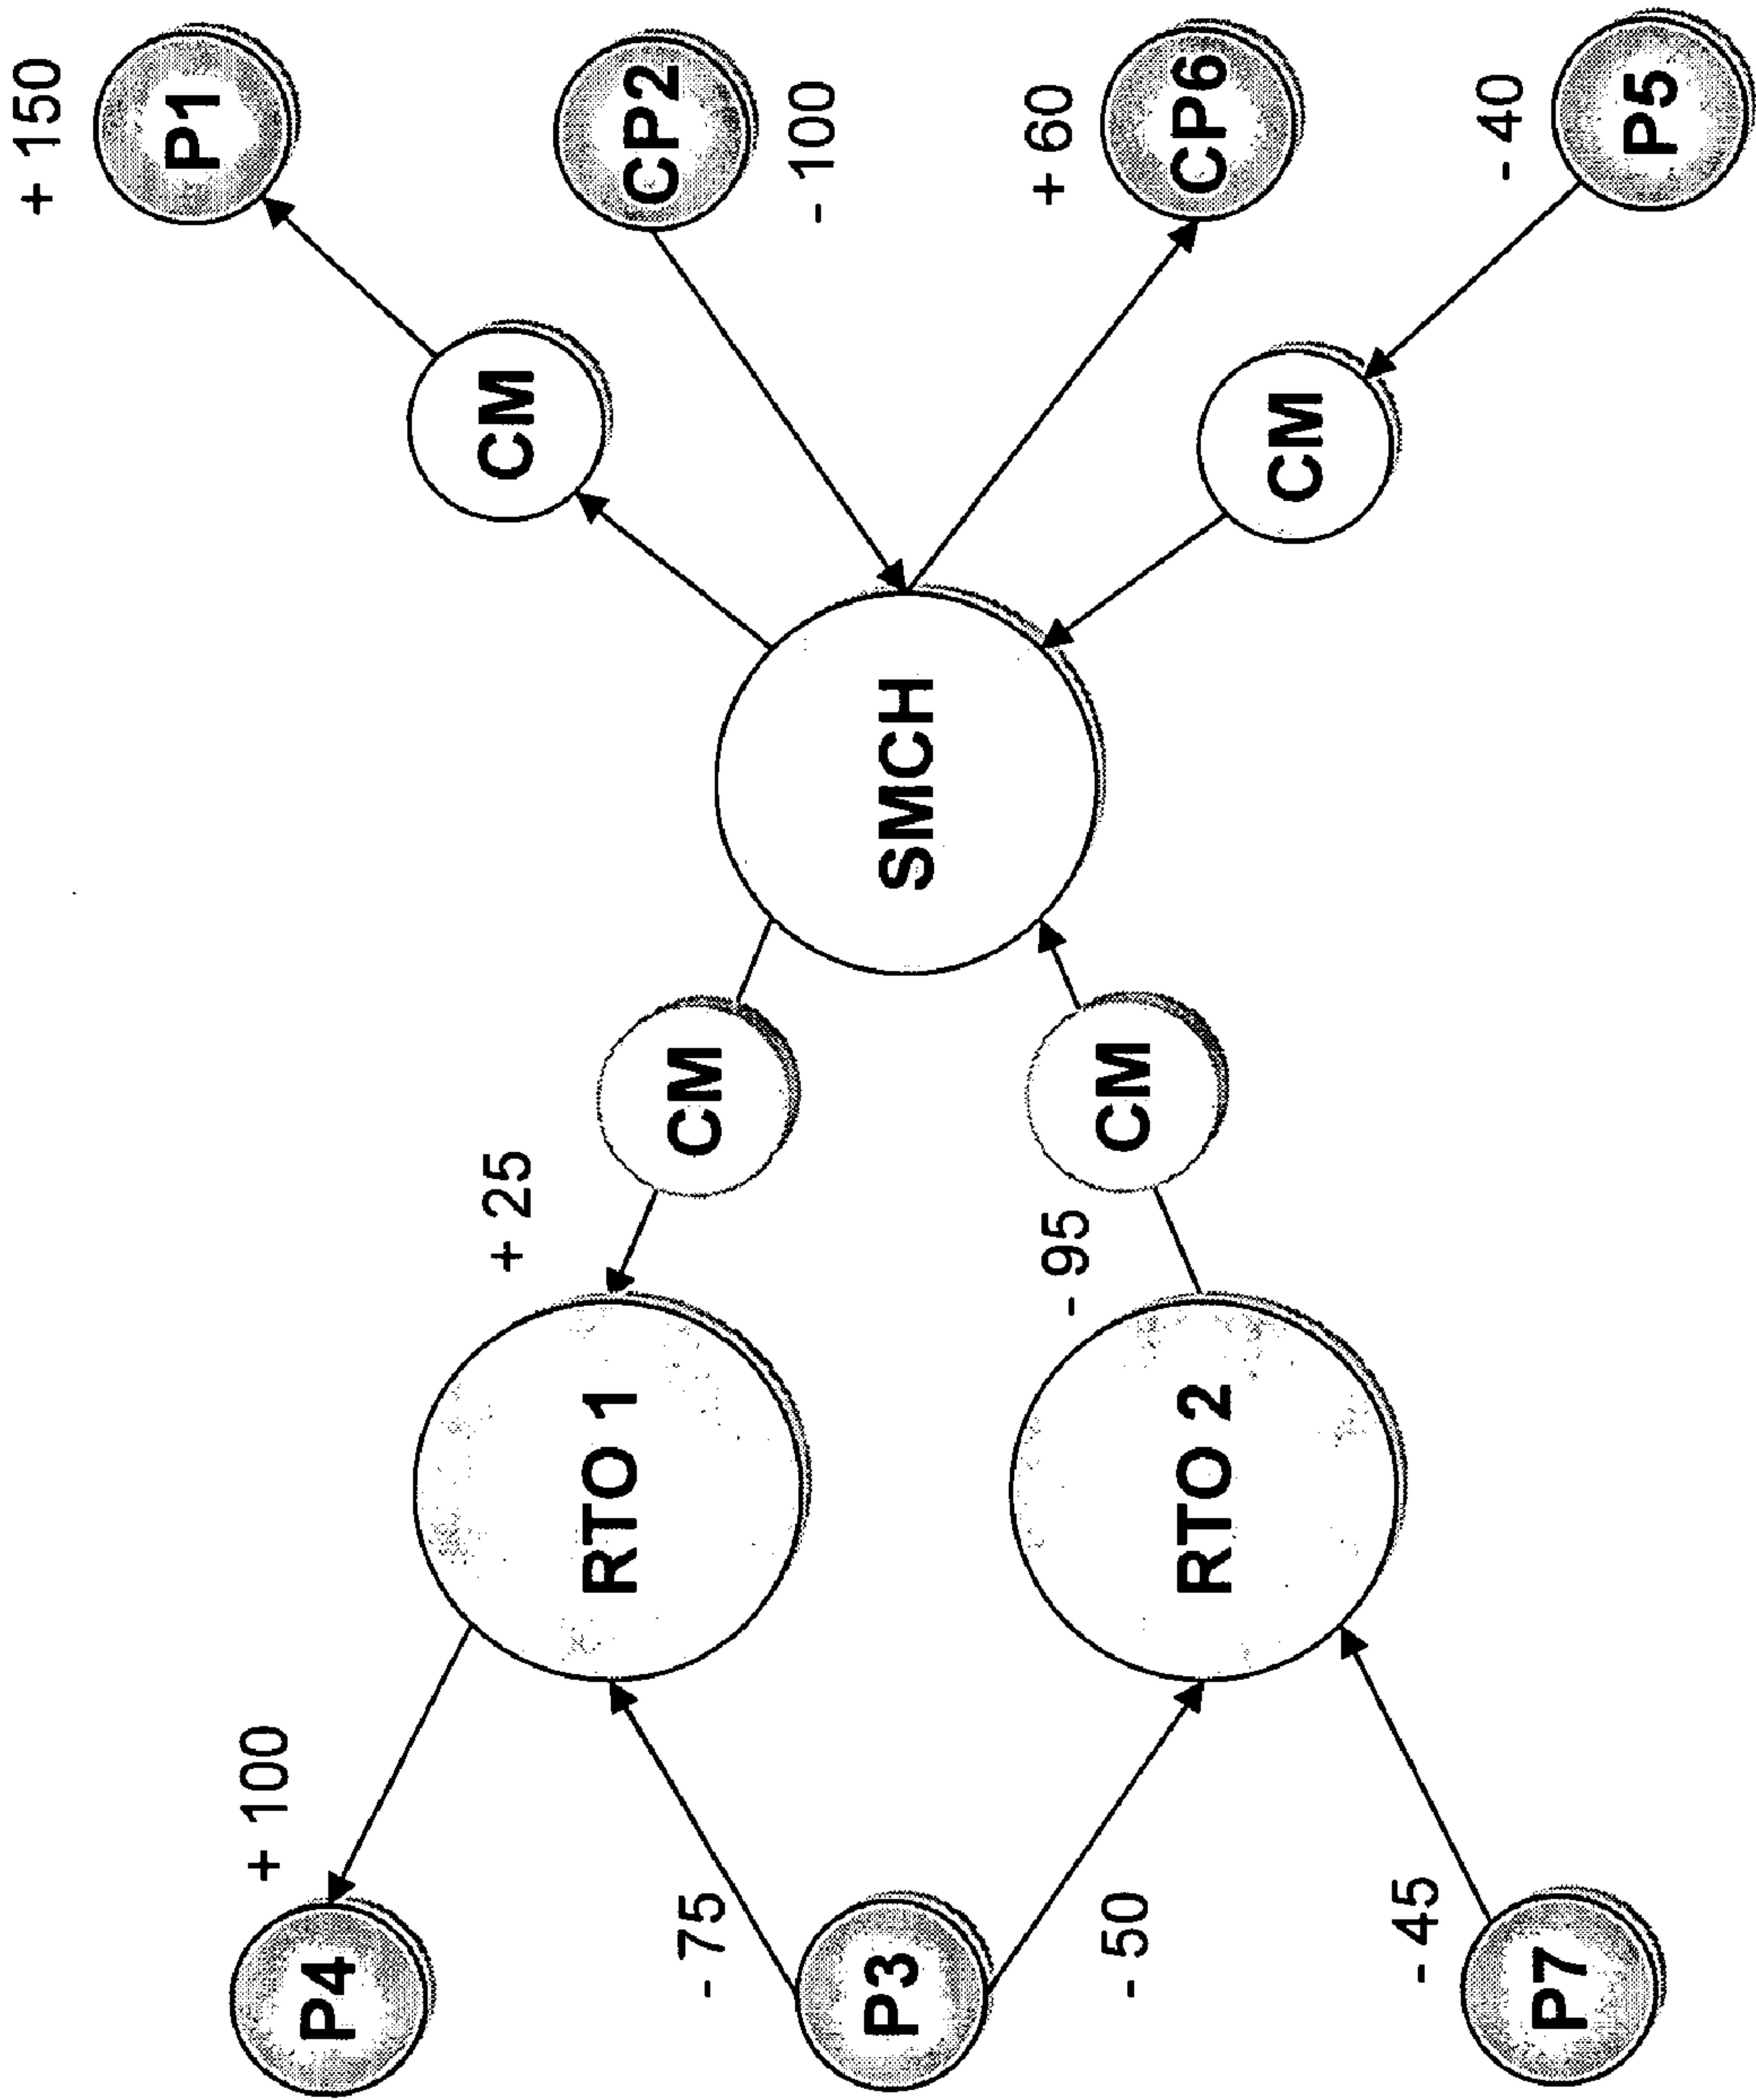 P4
+ 100
RTO 1
+ 25
CM
CM
P1
+ 150
- 75
P3
- 50
SMCH
CP2
- 100
- 95
CM
RTO 2
+ 60
CP6
- 45
P7
CM
- 40
P5